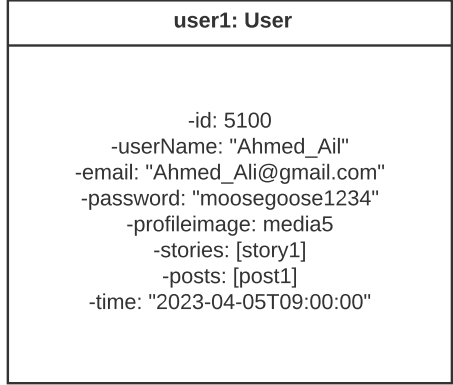 user1: User
-id: 5100
-userName: "Ahmed_Ail"
-email: "Ahmed_Ali@gmail.com"
-password: "moosegoose1234"
-profileimage: media5
-stories: [story1]
-posts: [post1]
-time: "2023-04-05T09:00:00"